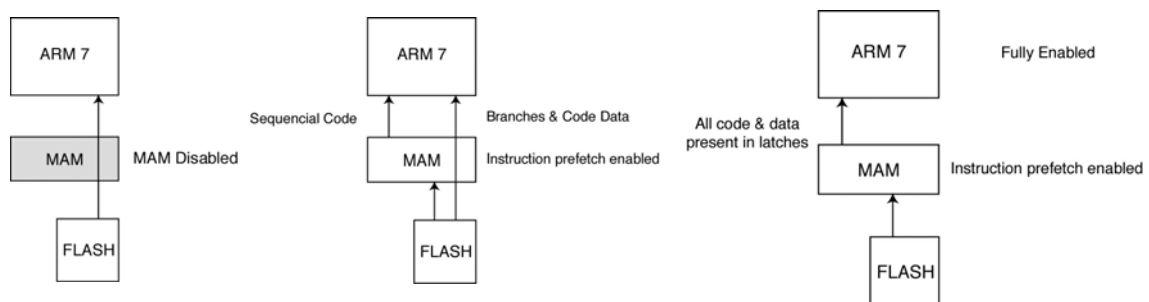 ARM 7
MAM
MAM Disabled
FLASH
ARM 7
Sequencial Code
Branches & Code Data
MAM
Instruction prefetch enabled
FLASH
ARM 7
Fully Enabled
All code & data
present in latches
MAM
Instruction prefetch enabled
FLASH